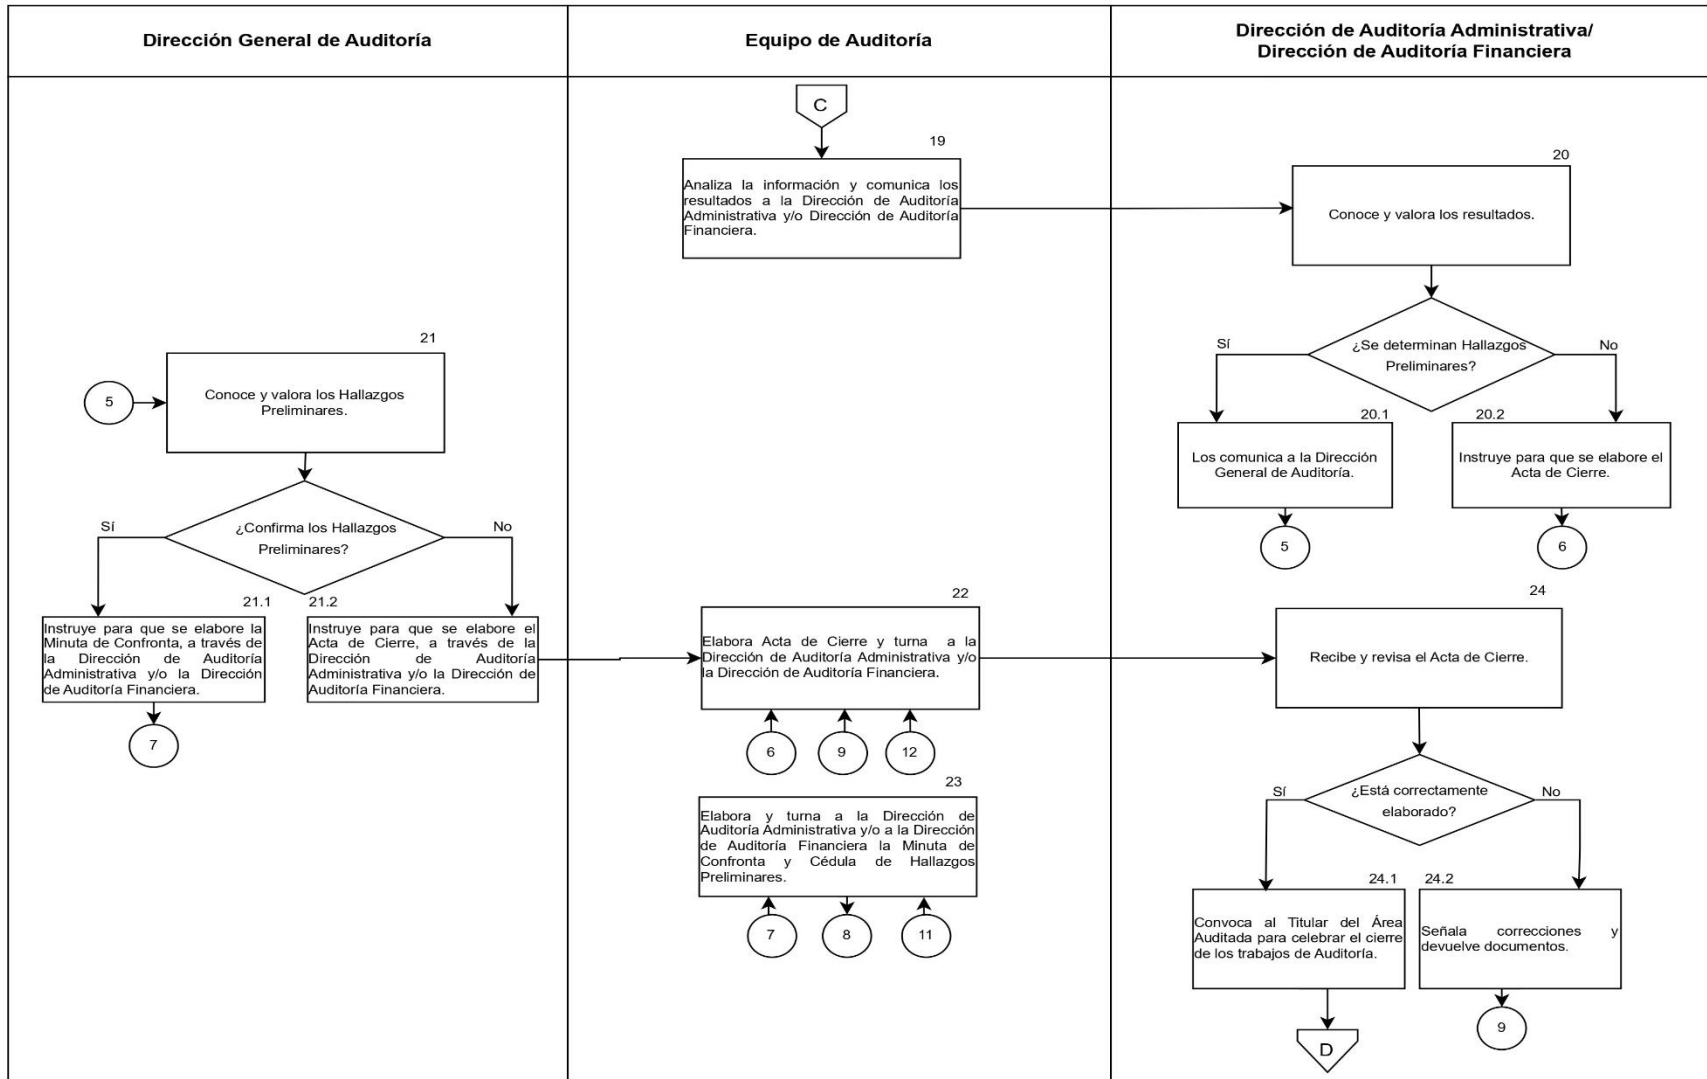 Dirección General de Auditoría
Equipo de Auditoría
Dirección de Auditoría Administrativa/
Dirección de Auditoría Financiera
C
19
Analiza la información y comunica los
resultados a la Dirección de Auditoría
Administrativa y/o Dirección de Auditoría
Financiera.
20
Conoce y valora los resultados.
¿Se determinan Hallazgos
Preliminares?
Sí
No
20.1
Los comunica a la Dirección
General de Auditoría.
5
20.2
Instruye para que se elabore el
Acta de Cierre.
6
21
5
Conoce y valora los Hallazgos
Preliminares.
¿Confirma los Hallazgos
Preliminares?
Sí
No
21.1
Instruye para que se elabore la
Minuta de Confronta, a través de
la Dirección de Auditoría
Administrativa y/o la Dirección
de Auditoría Financiera.
7
21.2
Instruye para que se elabore el
Acta de Cierre, a través de la
Dirección de Auditoría
Administrativa y/o la Dirección de
Auditoría Financiera.
22
Elabora Acta de Cierre y turna a la
Dirección de Auditoría Administrativa y/o
la Dirección de Auditoría Financiera.
6
9
12
23
Elabora y turna a la Dirección de
Auditoría Administrativa y/o a la Dirección
de Auditoría Financiera la Minuta de
Confronta y Cédula de Hallazgos
Preliminares.
7
8
11
24
Recibe y revisa el Acta de Cierre.
¿Está correctamente
elaborado?
Sí
No
24.1
Convoca al Titular del Área
Auditada para celebrar el cierre
de los trabajos de Auditoría.
D
24.2
Señala correcciones y
devuelve documentos.
9